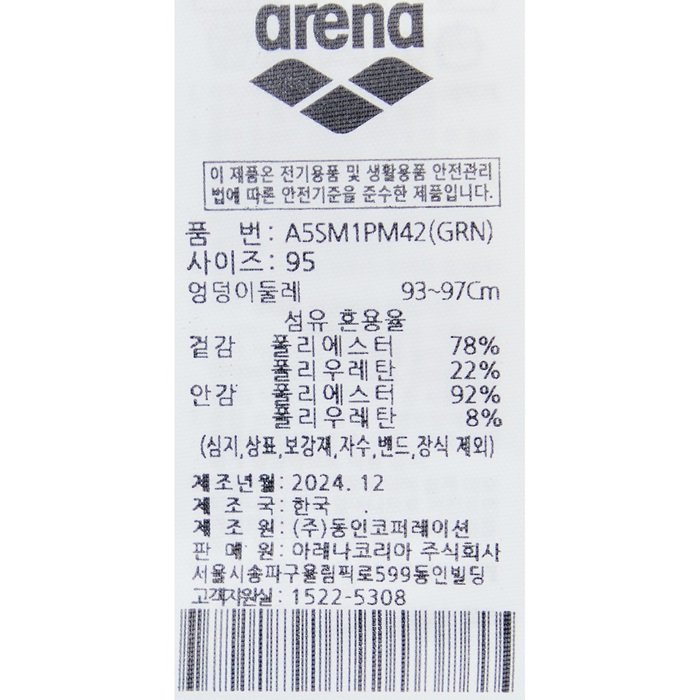 arena
이 제품은 전기용품 및 생활용품 안전관리
법에 따른 안전기준을 준수한 제품입니다.
품 번: A5SM1PM42(GRN)
사이즈: 95
엉덩이둘레 93~97Cm
섬유 혼용율
겉감 폴리에스터 78%
폴리우레탄 22%
안감 폴리에스터 92%
폴리우레탄 8%
(심지,상표,보강재,자수,밴드,장식 제외)
제조년월: 2024. 12
제 조 국: 한국
제 조 원: (주)동인코퍼레이션
판 매 원: 아레나코리아 주식회사
서울시송파구올림픽로599동인빌딩
고객지원실: 1522-5308